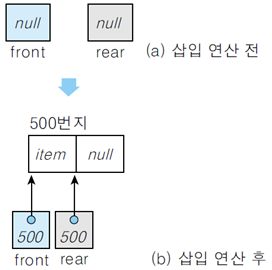 null null
front rear (a) 삽입 연산 전
500번지
item null
500 500
front rear (b) 삽입 연산 후